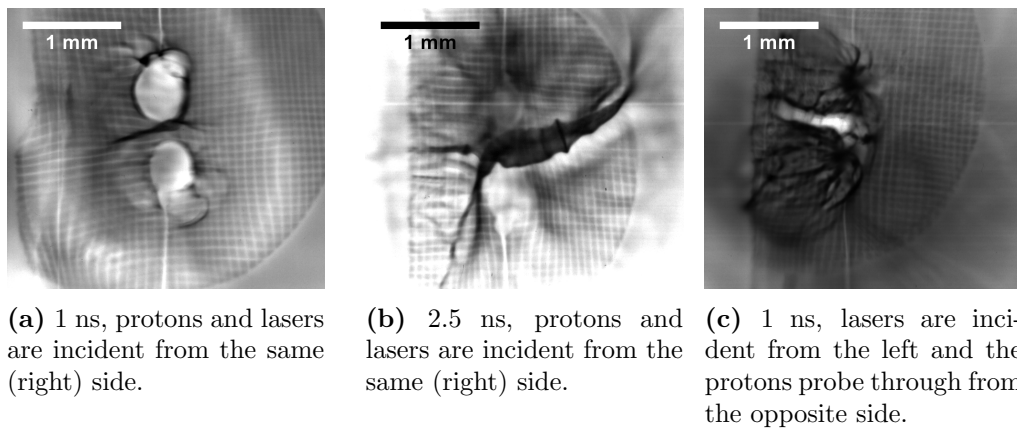 1 mm
1 mm
1 mm
(a) 1 ns, protons and lasers
are incident from the same
(right) side.
(b) 2.5 ns, protons and
lasers are incident from the
same (right) side.
(c) 1 ns, lasers are inci-
dent from the left and the
protons probe through from
the opposite side.